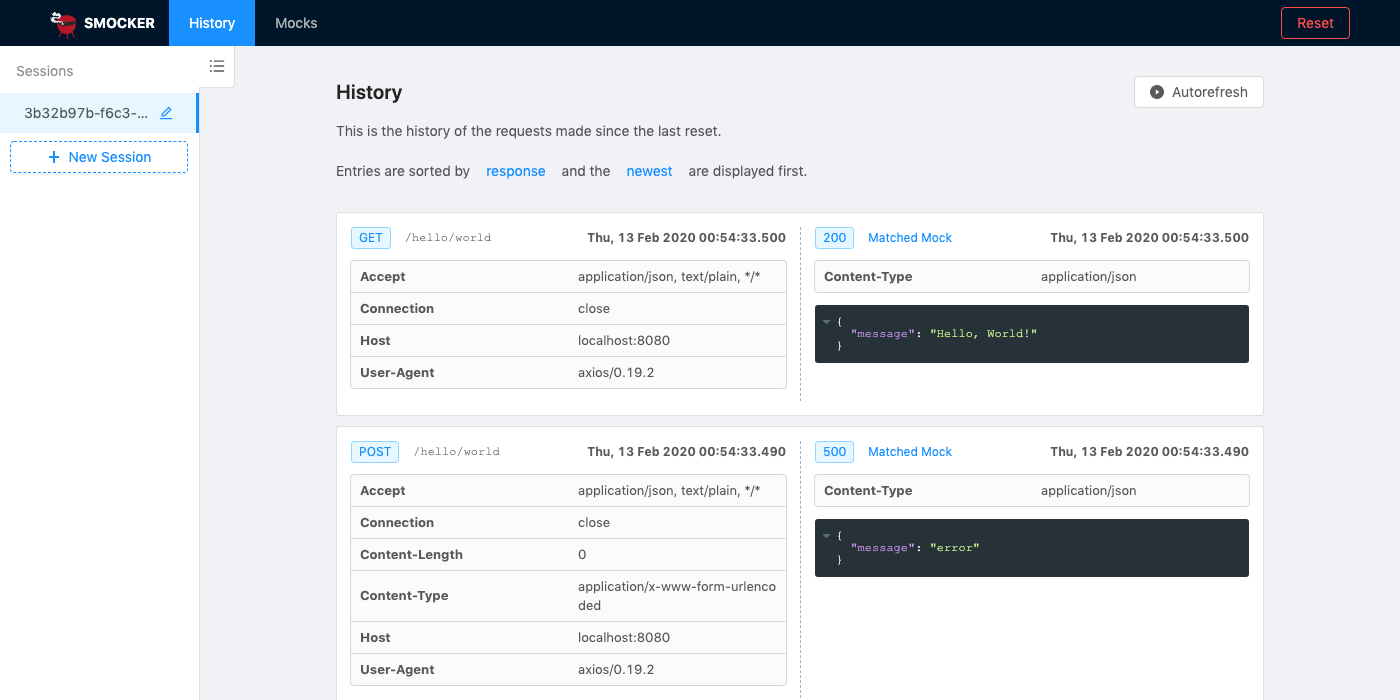 SMOCKER
History
Mocks
Reset
Sessions
3b32b97b-f6c3-...
New Session
History
Autorefresh
This is the history of the requests made since the last reset.
Entries are sorted by response and the newest are displayed first.
GET /hello/world Thu, 13 Feb 2020 00:54:33.500
Accept application/json, text/plain, */*
Connection close
Host localhost:8080
User-Agent axios/0.19.2
200 Matched Mock Thu, 13 Feb 2020 00:54:33.500
Content-Type application/json
{
"message": "Hello, World!"
}
POST /hello/world Thu, 13 Feb 2020 00:54:33.490
Accept application/json, text/plain, */*
Connection close
Content-Length 0
Content-Type application/x-www-form-urlenco
ded
Host localhost:8080
User-Agent axios/0.19.2
500 Matched Mock Thu, 13 Feb 2020 00:54:33.490
Content-Type application/json
{
"message": "error"
}